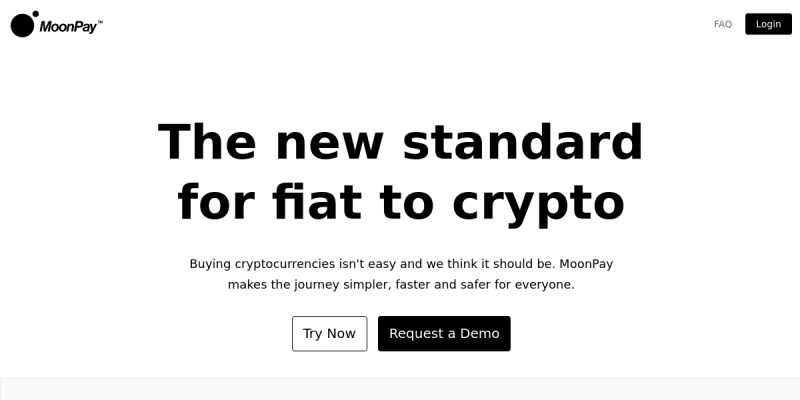 MoonPay™
FAQ
Login
The new standard
for fiat to crypto
Buying cryptocurrencies isn't easy and we think it should be. MoonPay
makes the journey simpler, faster and safer for everyone.
Try Now
Request a Demo